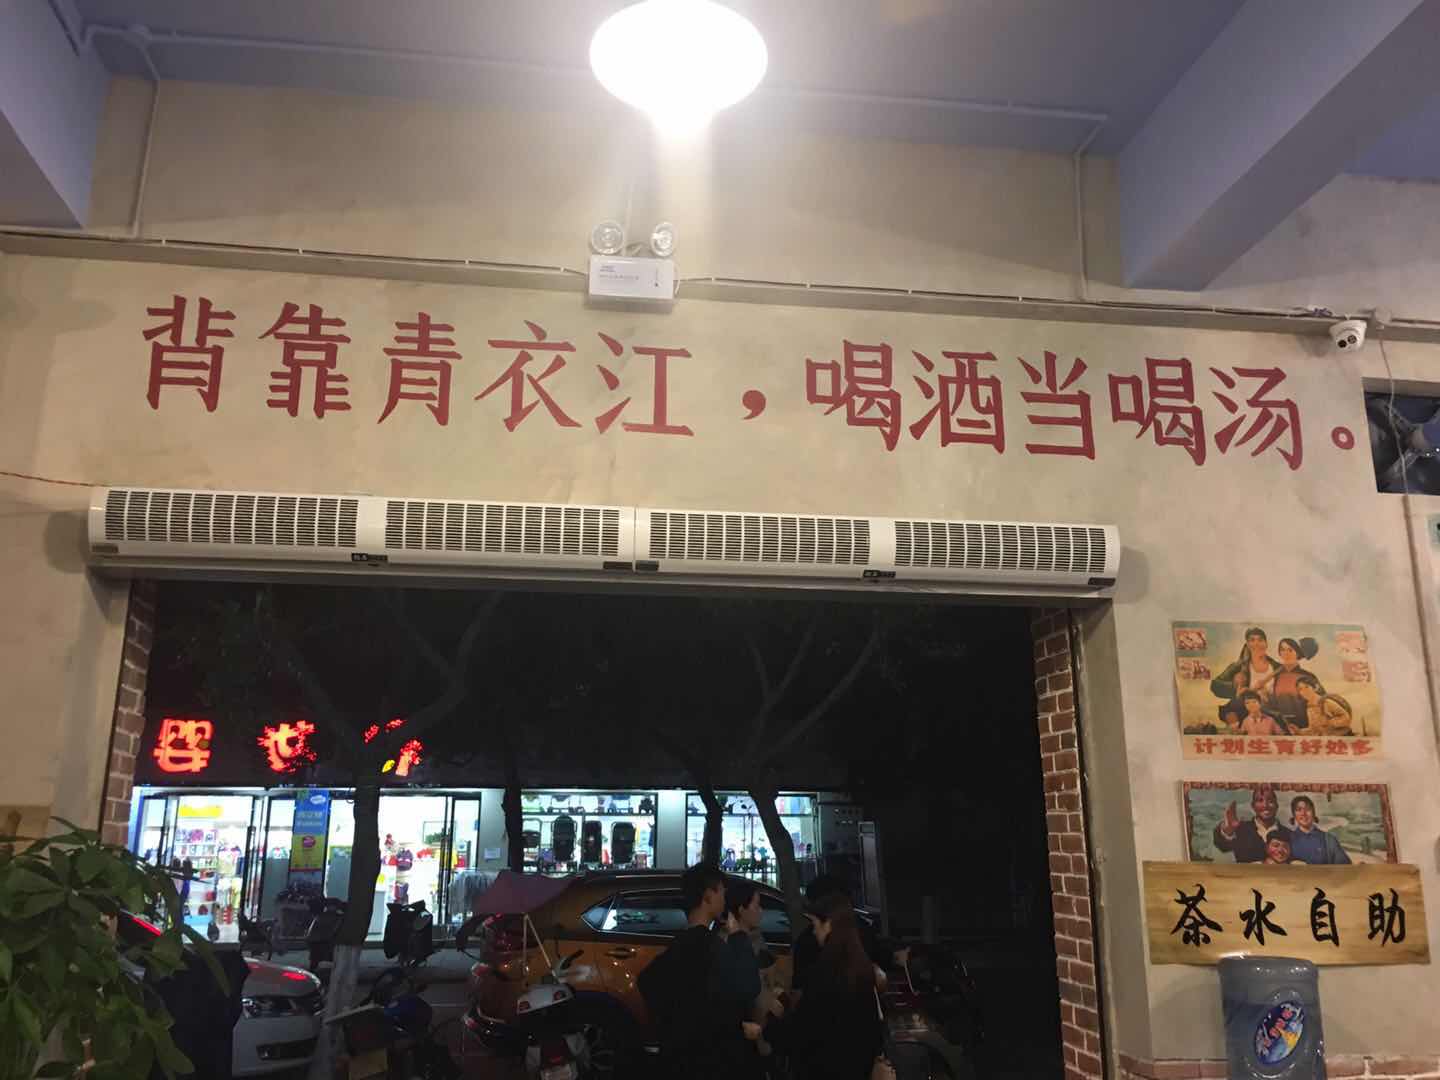 背靠青衣江，喝酒当喝汤。
计划生育好处多
茶水自助